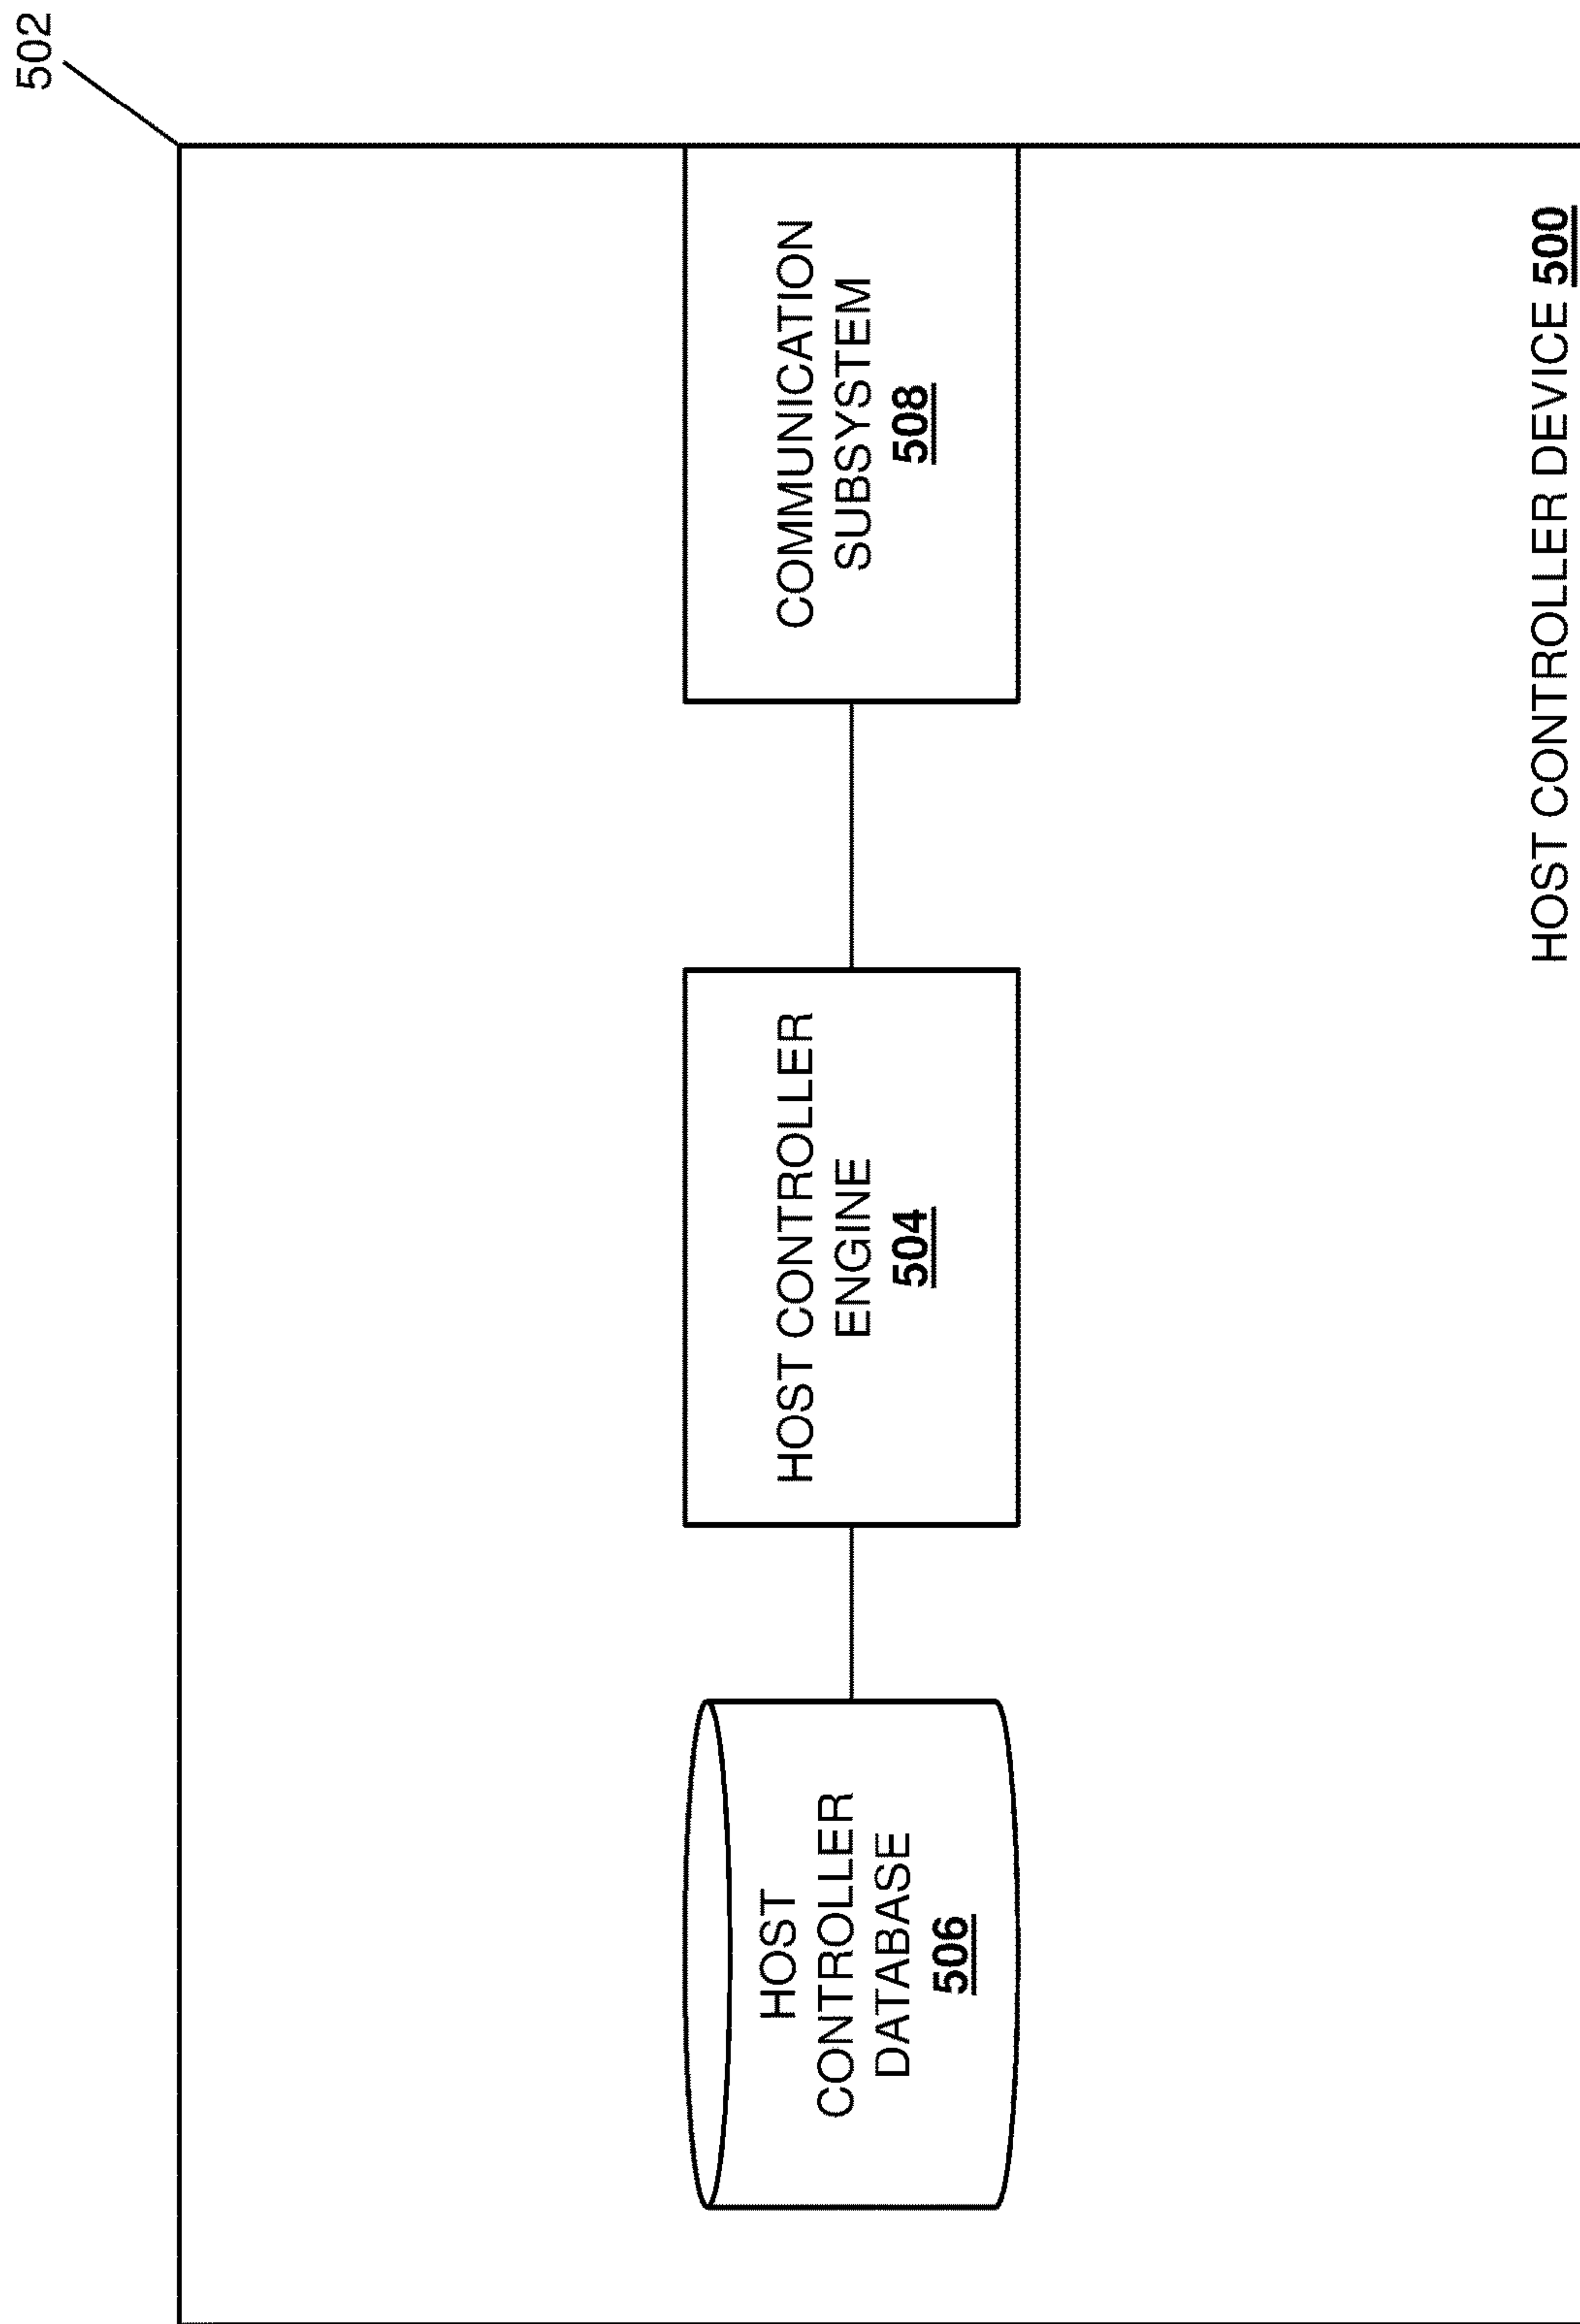 502
HOST
CONTROLLER
DATABASE
506
HOST CONTROLLER
ENGINE
504
COMMUNICATION
SUBSYSTEM
508
HOST CONTROLLER DEVICE 500